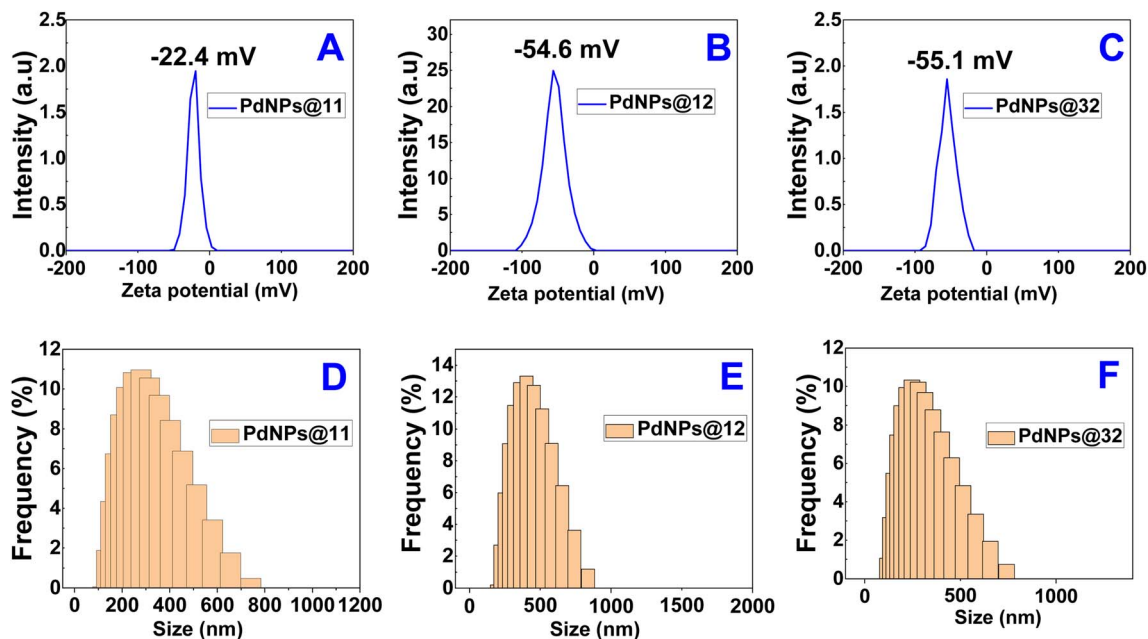 A
-22.4 mV
PdNPs@11
Intensity (a.u)
2.5
2.0
1.5
1.0
0.5
0.0
-200 -100 0 100 200
Zeta potential (mV)
B
-54.6 mV
PdNPs@12
Intensity (a.u)
30
25
20
15
10
5
0
-200 -100 0 100 200
Zeta potential (mV)
C
-55.1 mV
PdNPs@32
Intensity (a.u)
2.5
2.0
1.5
1.0
0.5
0.0
-200 -100 0 100 200
Zeta potential (mV)
D
PdNPs@11
Frequency (%)
12
10
8
6
4
2
0
0 200 400 600 800 1000 1200
Size (nm)
E
PdNPs@12
Frequency (%)
14
12
10
8
6
4
2
0
0 500 1000 1500 2000
Size (nm)
F
PdNPs@32
Frequency (%)
12
10
8
6
4
2
0
0 500 1000
Size (nm)